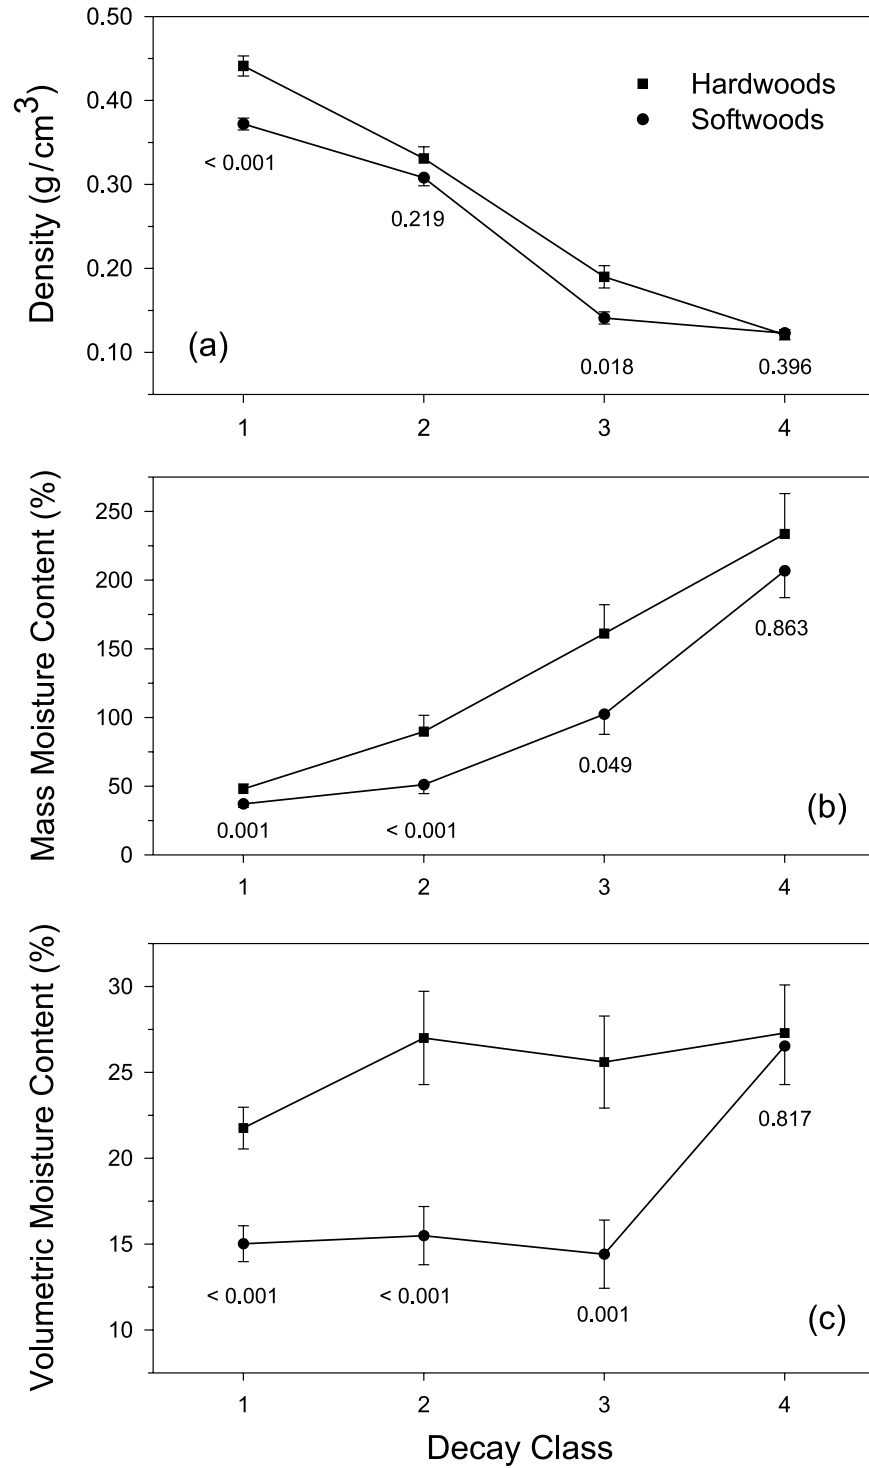 Density (g/cm³)
0.50
0.40
0.30
0.20
0.10
Hardwoods
Softwoods
< 0.001
0.219
0.018
0.396
(a)
1 2 3 4
Mass Moisture Content (%)
250
200
150
100
50
0
0.001
< 0.001
0.049
0.863
(b)
1 2 3 4
Volumetric Moisture Content (%)
30
25
20
15
10
< 0.001
< 0.001
0.001
0.817
(c)
1 2 3 4
Decay Class